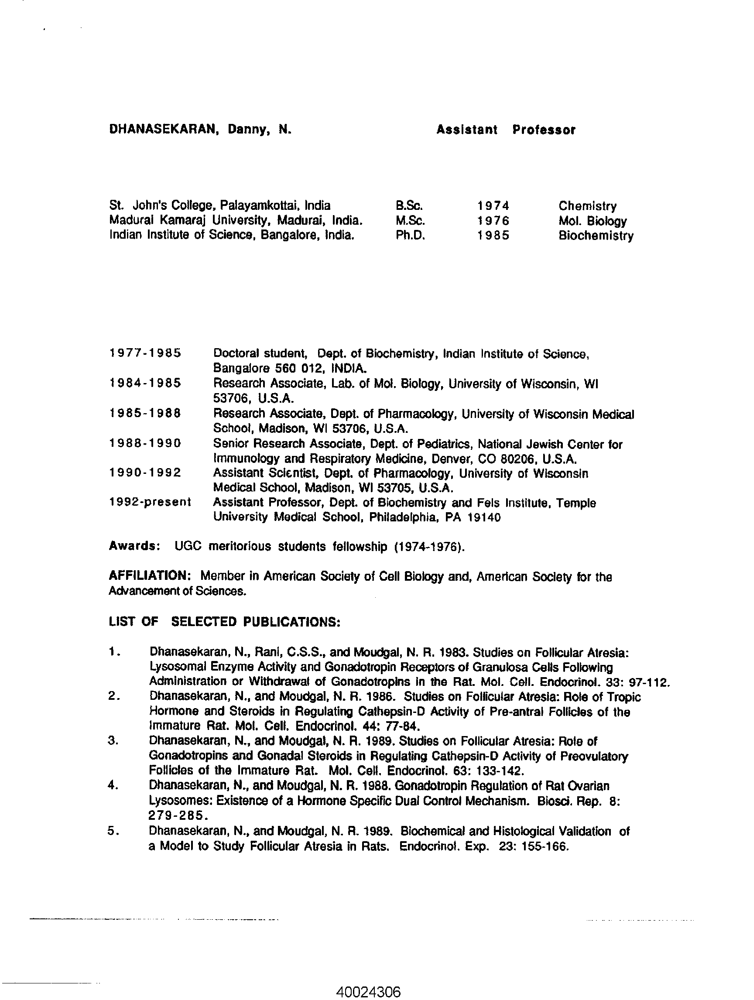 DHANASEKARAN, Danny, N. Assistant Professor
St. John's College, Palayamkottai, India B.Sc. 1974 Chemistry
Madurai Kamaraj University, Madurai, India. M.Sc. 1976 Mol. Biology
Indian Institute of Science, Bangalore, India. Ph.D. 1985 Biochemistry
1977-1985 Doctoral student, Dept. of Biochemistry, Indian Institute of Science,
Bangalore 560 012, INDIA.
1984-1985 Research Associate, Lab. of Mol. Biology, University of Wisconsin, WI
53706, U.S.A.
1985-1988 Research Associate, Dept. of Pharmacology, University of Wisconsin Medical
School, Madison, WI 53706, U.S.A.
1988-1990 Senior Research Associate, Dept. of Pediatrics, National Jewish Center for
Immunology and Respiratory Medicine, Denver, CO 80206, U.S.A.
1990-1992 Assistant Scientist, Dept. of Pharmacology, University of Wisconsin
Medical School, Madison, WI 53705, U.S.A.
1992-present Assistant Professor, Dept. of Biochemistry and Fels Institute, Temple
University Medical School, Philadelphia, PA 19140
Awards: UGC meritorious students fellowship (1974-1976).
AFFILIATION: Member in American Society of Cell Biology and, American Society for the
Advancement of Sciences.
LIST OF SELECTED PUBLICATIONS:
1. Dhanasekaran, N., Rani, C.S.S., and Moudgal, N. R. 1983. Studies on Follicular Atresia:
Lysosomal Enzyme Activity and Gonadotropin Receptors of Granulosa Cells Following
Administration or Withdrawal of Gonadotropins in the Rat. Mol. Cell. Endocrinol. 33: 97-112.
2. Dhanasekaran, N., and Moudgal, N. R. 1986. Studies on Follicular Atresia: Role of Tropic
Hormone and Steroids in Regulating Cathepsin-D Activity of Pre-antral Follicles of the
Immature Rat. Mol. Cell. Endocrinol. 44: 77-84.
3. Dhanasekaran, N., and Moudgal, N. R. 1989. Studies on Follicular Atresia: Role of
Gonadotropins and Gonadal Steroids in Regulating Cathepsin-D Activity of Preovulatory
Follicles of the Immature Rat. Mol. Cell. Endocrinol. 63: 133-142.
4. Dhanasekaran, N., and Moudgal, N. R. 1988. Gonadotropin Regulation of Rat Ovarian
Lysosomes: Existence of a Hormone Specific Dual Control Mechanism. Biosci. Rep. 8:
279-285.
5. Dhanasekaran, N., and Moudgal, N. R. 1989. Biochemical and Histological Validation of
a Model to Study Follicular Atresia in Rats. Endocrinol. Exp. 23: 155-166.
40024306